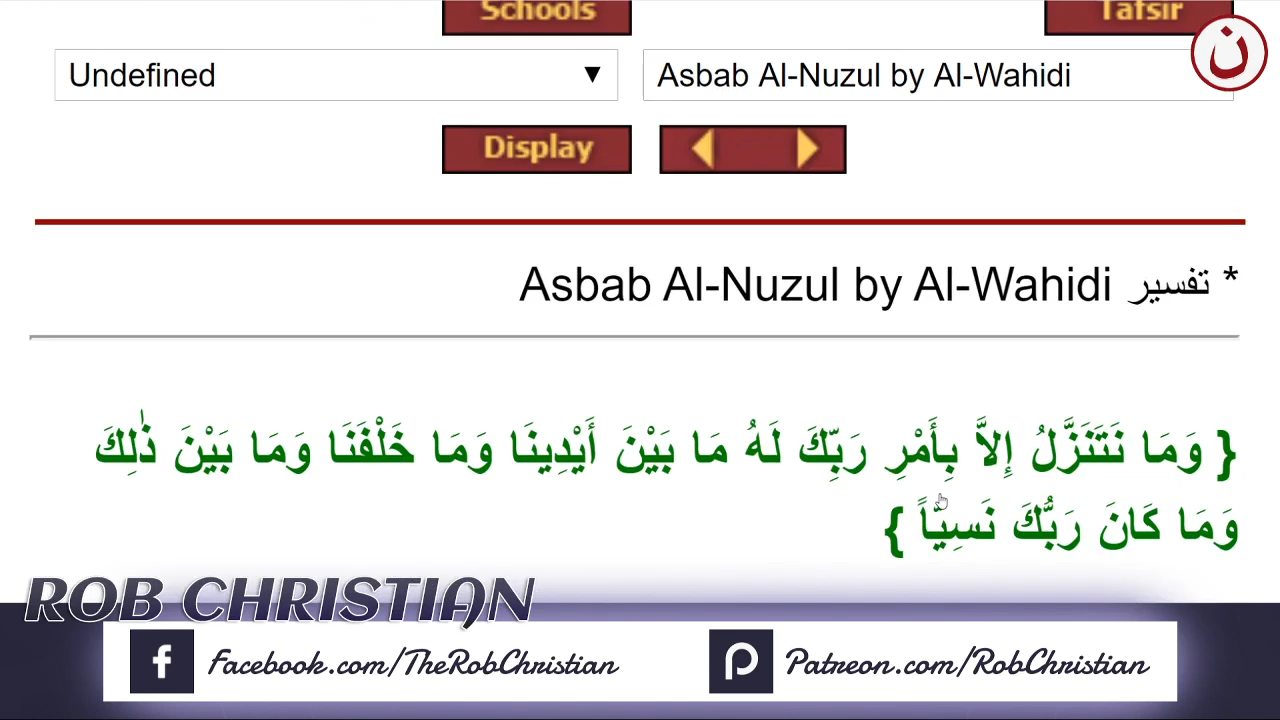 Schools
Tafsir
Undefined
Asbab Al-Nuzul by Al-Wahidi
ن
Display
* تفسير Asbab Al-Nuzul by Al-Wahidi
{ وَمَا نَتَنَزَّلُ إِلاَّ بِأَمْرِ رَبِّكَ لَهُ مَا بَيْنَ أَيْدِينَا وَمَا خَلْفَنَا وَمَا بَيْنَ ذٰلِكَ
وَمَا كَانَ رَبُّكَ نَسِيّاً }
ROB CHRISTIAN
Facebook.com/TheRobChristian
Patreon.com/RobChristian